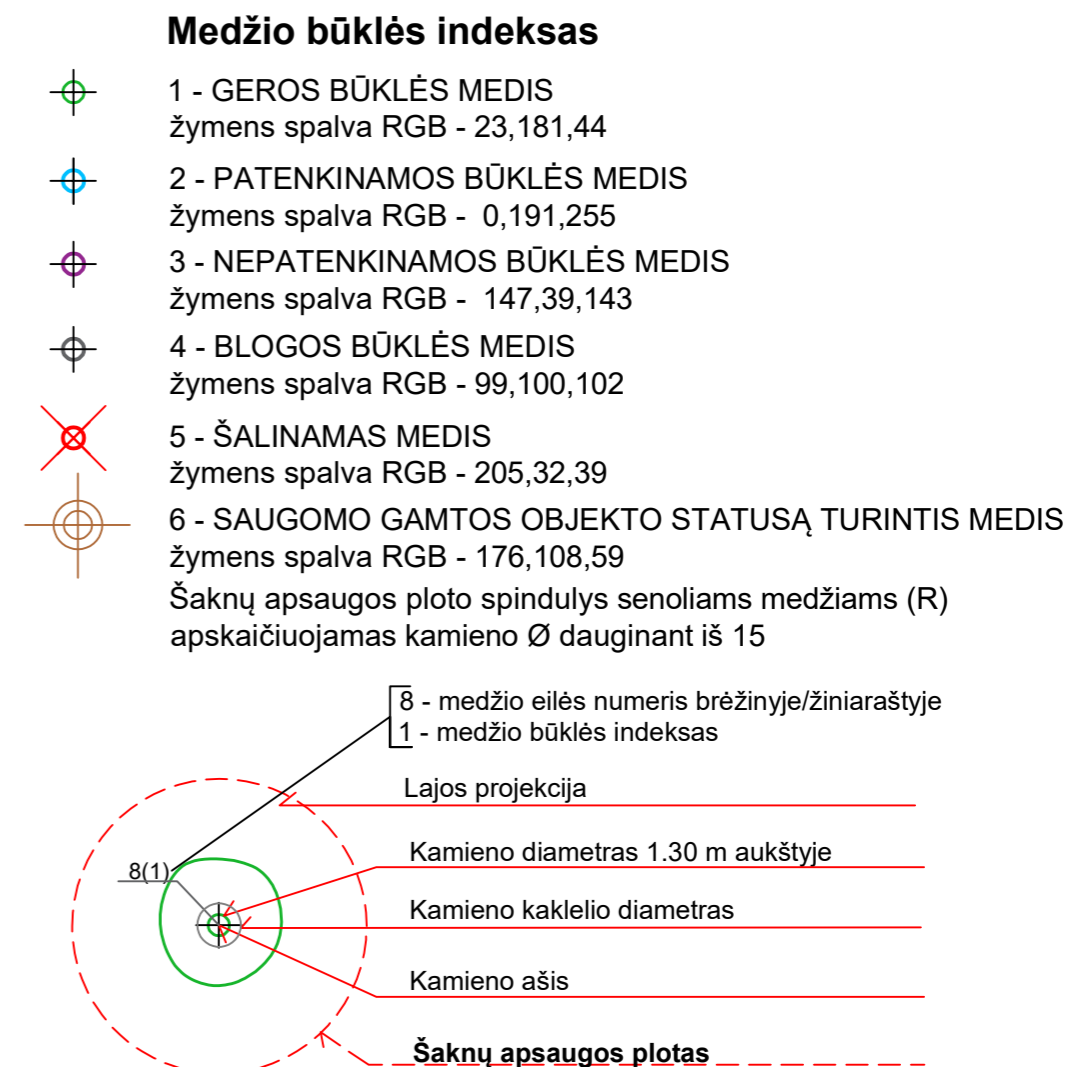 Medžio būklės indeksas
1 - GEROS BŪKLĖS MEDIS
žymens spalva RGB - 23,181,44
2 - PATENKINAMOS BŪKLĖS MEDIS
žymens spalva RGB - 0,191,255
3 - NEPATENKINAMOS BŪKLĖS MEDIS
žymens spalva RGB - 147,39,143
4 - BLOGOS BŪKLĖS MEDIS
žymens spalva RGB - 99,100,102
5 - ŠALINAMAS MEDIS
žymens spalva RGB - 205,32,39
6 - SAUGOMO GAMTOS OBJEKTO STATUSĄ TURINTIS MEDIS
žymens spalva RGB - 176,108,59
Šaknų apsaugos ploto spindulys senoliams medžiams (R)
apskaičiuojamas kamieno Ø dauginant iš 15
8 - medžio eilės numeris brėžinyje/žiniaraštyje
1 - medžio būklės indeksas
Lajos projekcija
Kamieno diametras 1.30 m aukštyje
8(1)
Kamieno kaklelio diametras
Kamieno ašis
Šaknų apsaugos plotas